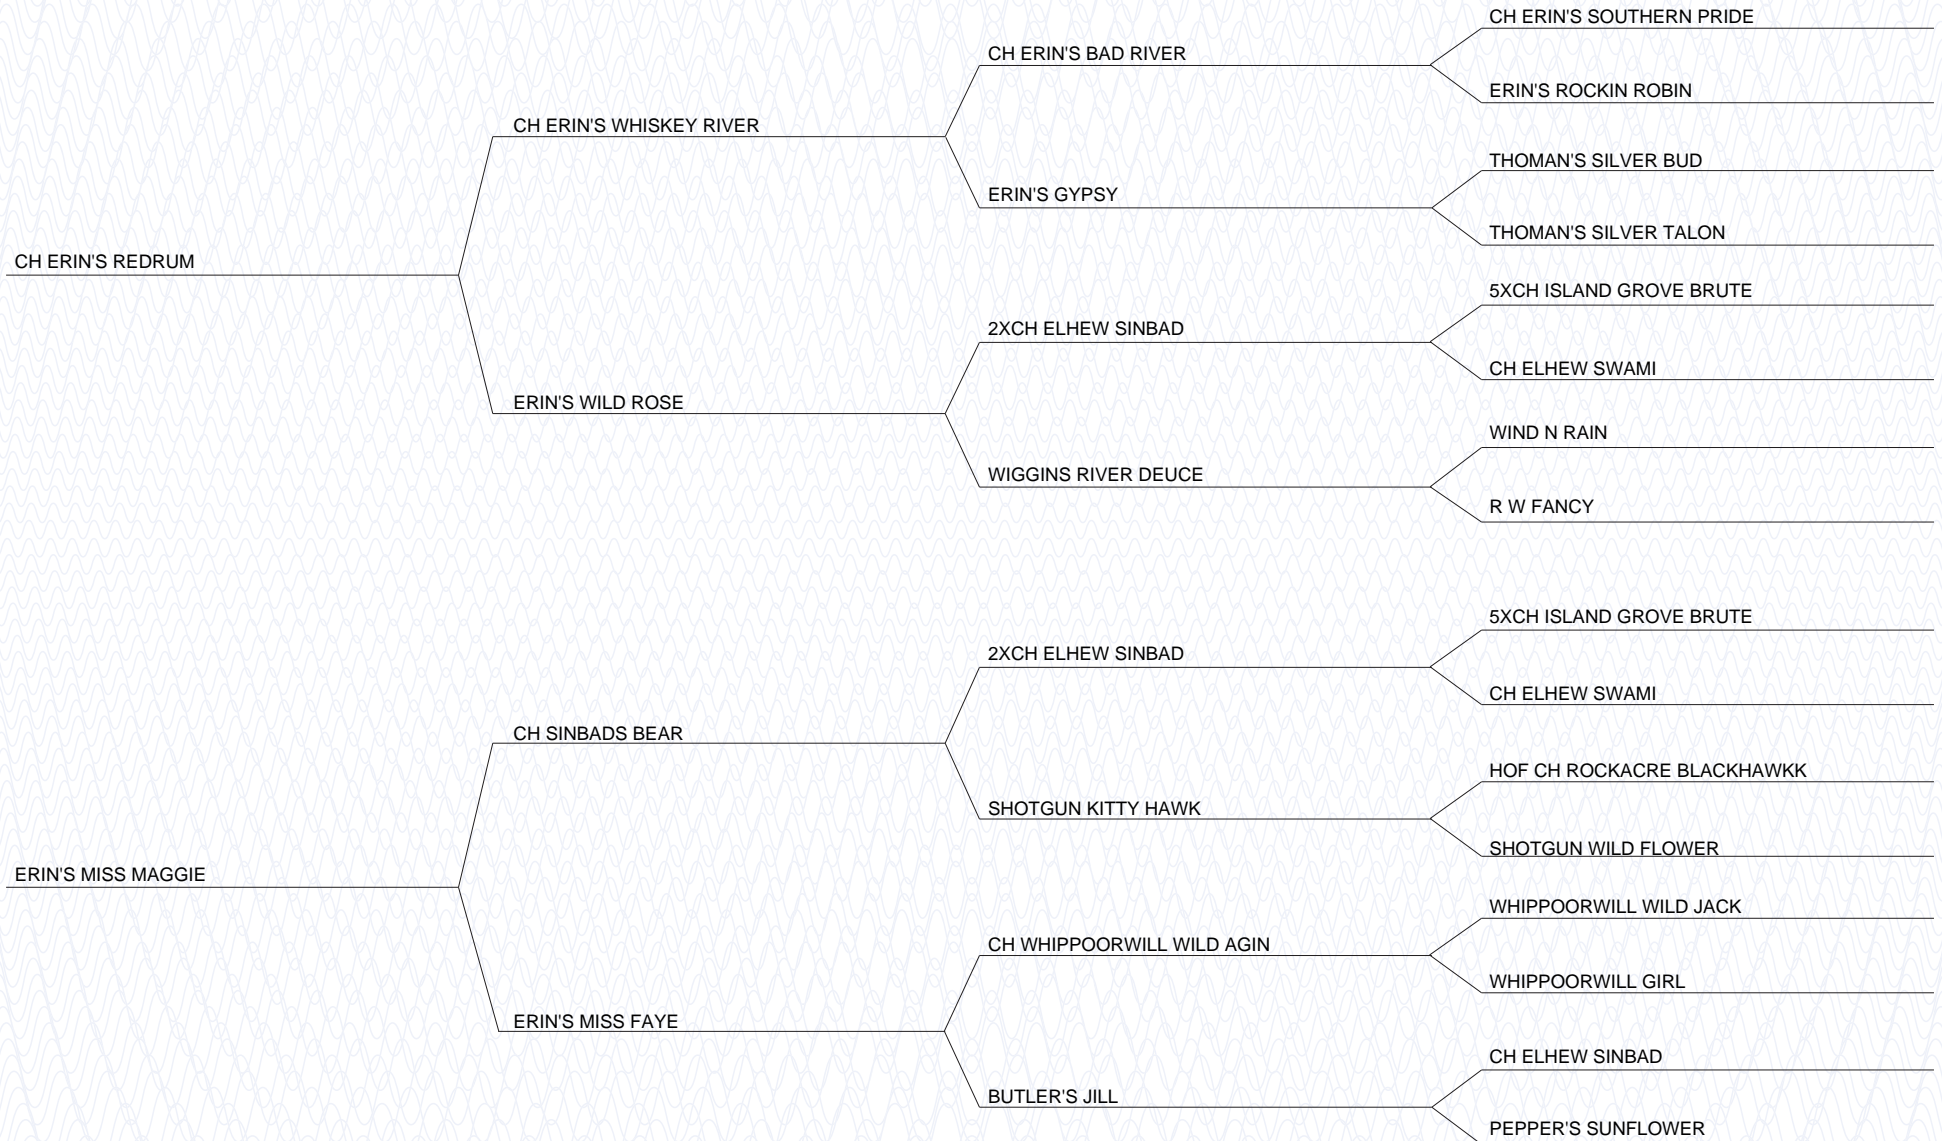 CH ERIN'S SOUTHERN PRIDE
CH ERIN'S BAD RIVER
ERIN'S ROCKIN ROBIN
CH ERIN'S WHISKEY RIVER
THOMAN'S SILVER BUD
ERIN'S GYPSY
THOMAN'S SILVER TALON
CH ERIN'S REDRUM
5XCH ISLAND GROVE BRUTE
2XCH ELHEW SINBAD
CH ELHEW SWAMI
ERIN'S WILD ROSE
WIND N RAIN
WIGGINS RIVER DEUCE
R W FANCY
5XCH ISLAND GROVE BRUTE
2XCH ELHEW SINBAD
CH ELHEW SWAMI
CH SINBADS BEAR
HOF CH ROCKACRE BLACKHAWKK
SHOTGUN KITTY HAWK
SHOTGUN WILD FLOWER
ERIN'S MISS MAGGIE
WHIPPOORWILL WILD JACK
CH WHIPPOORWILL WILD AGIN
WHIPPOORWILL GIRL
ERIN'S MISS FAYE
CH ELHEW SINBAD
BUTLER'S JILL
PEPPER'S SUNFLOWER